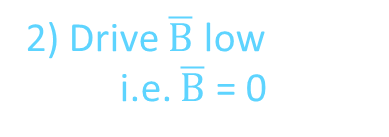 2) Drive B̅ low
i.e. B̅ = 0